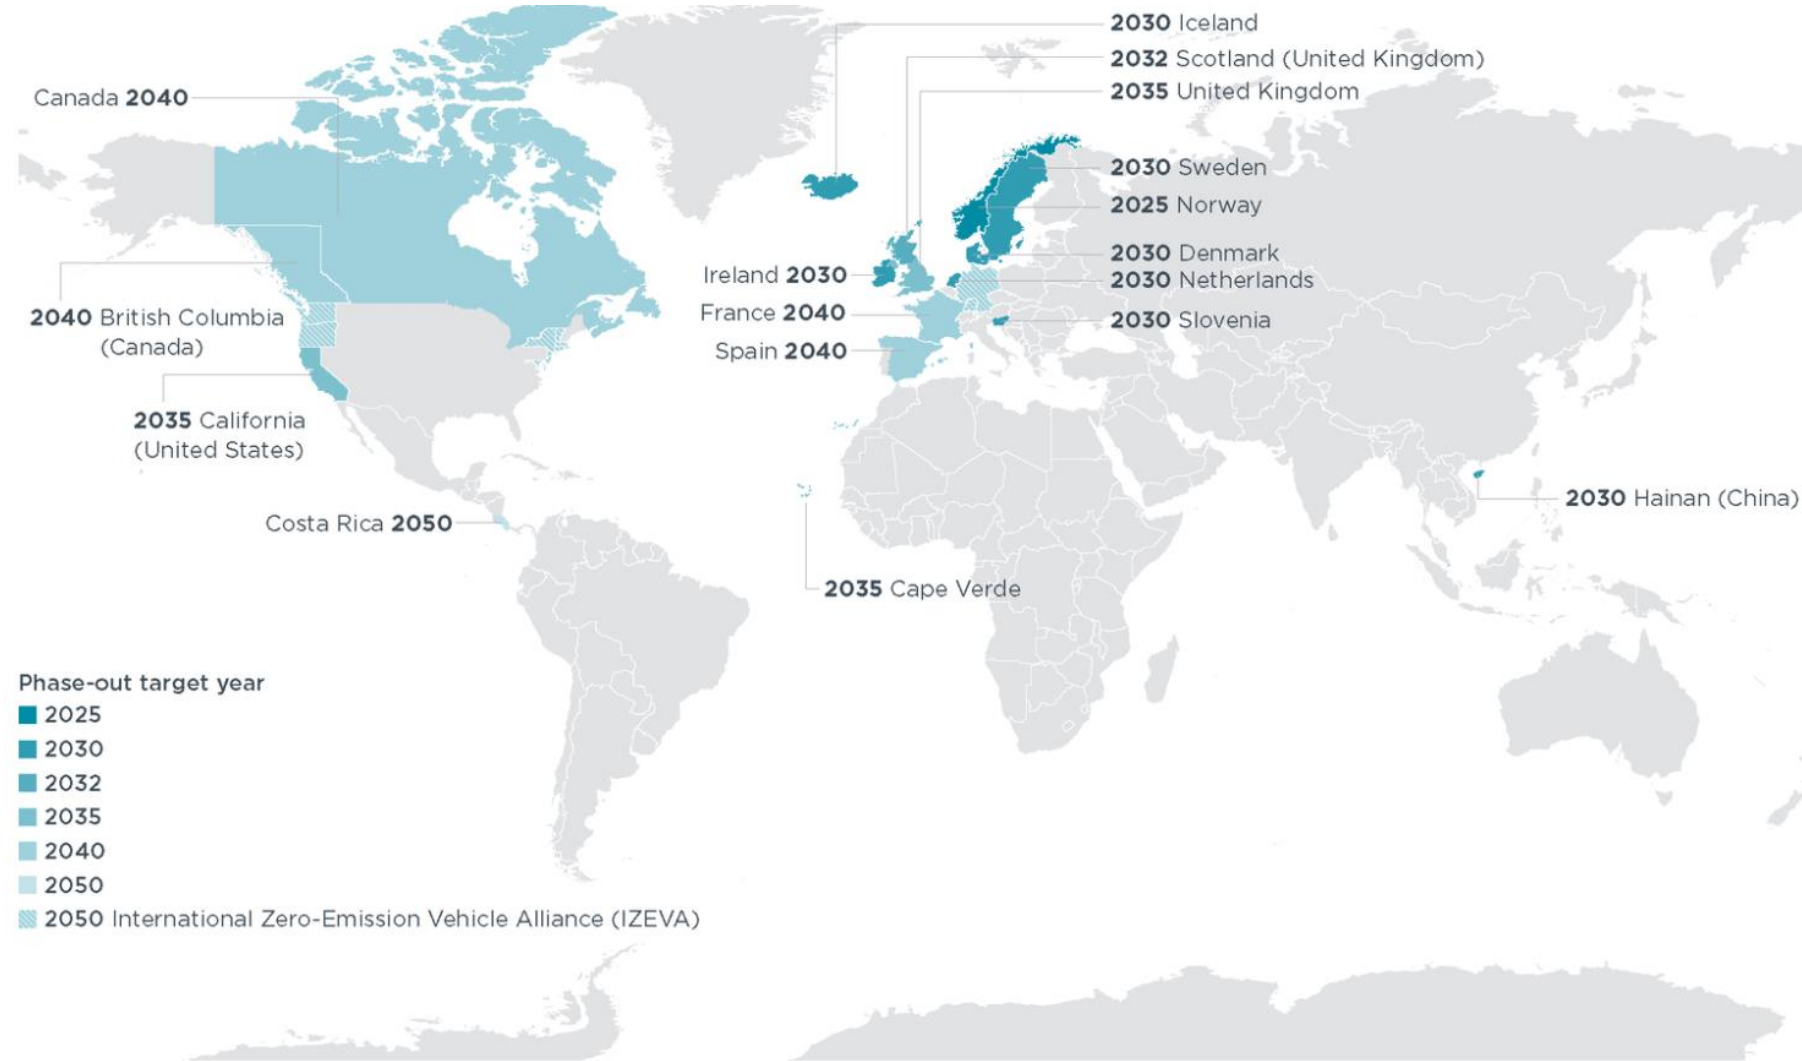 2030 Iceland
2032 Scotland (United Kingdom)
2035 United Kingdom
Canada 2040
2030 Sweden
2025 Norway
2030 Denmark
Ireland 2030
2030 Netherlands
France 2040
2040 British Columbia
(Canada)
2030 Slovenia
Spain 2040
2035 California
(United States)
2030 Hainan (China)
Costa Rica 2050
2035 Cape Verde
Phase-out target year
2025
2030
2032
2035
2040
2050
2050 International Zero-Emission Vehicle Alliance (IZEVA)